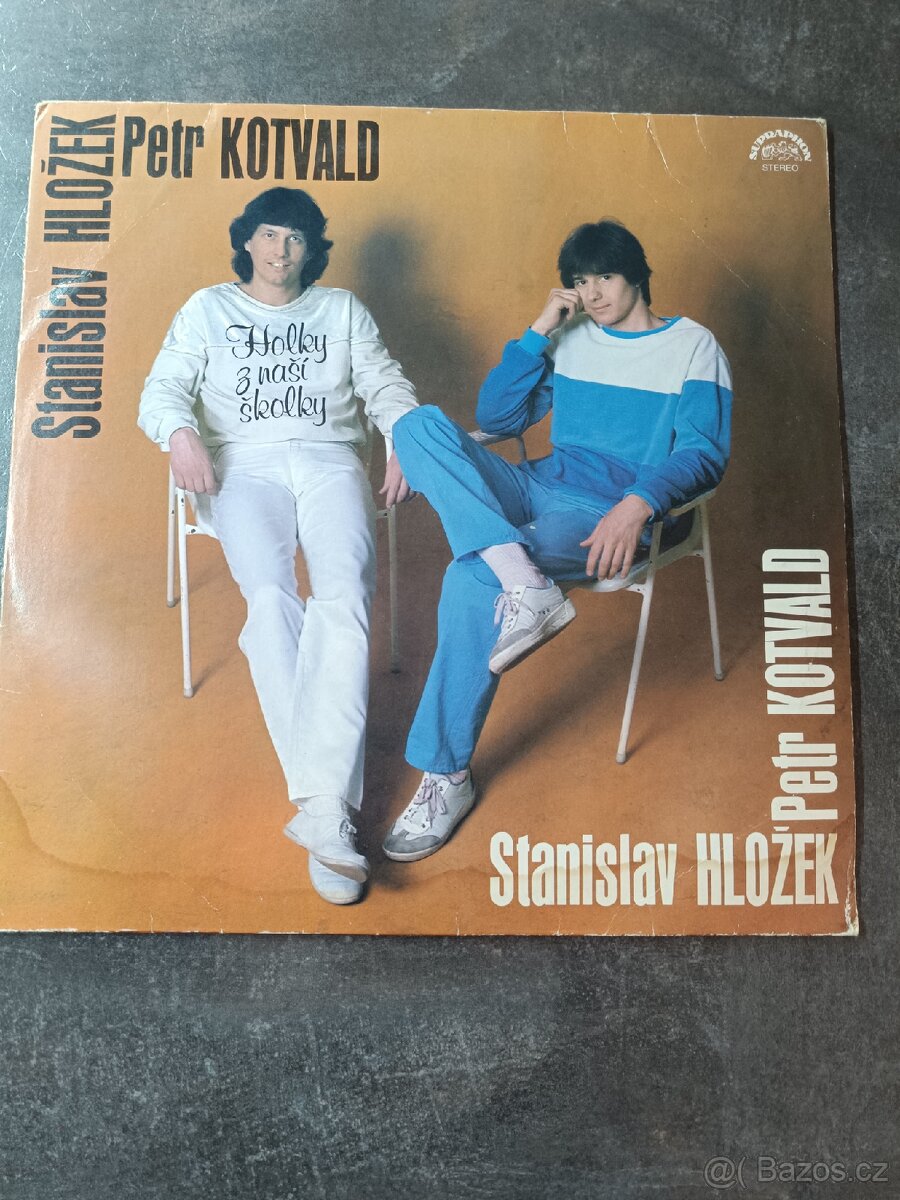 Stanislav HLOŽEK
Petr KOTVALD
SUPRAPHON
STEREO
Holky
z naší
školky
Petr KOTVALD
Stanislav HLOŽEK
@( Bazos.cz